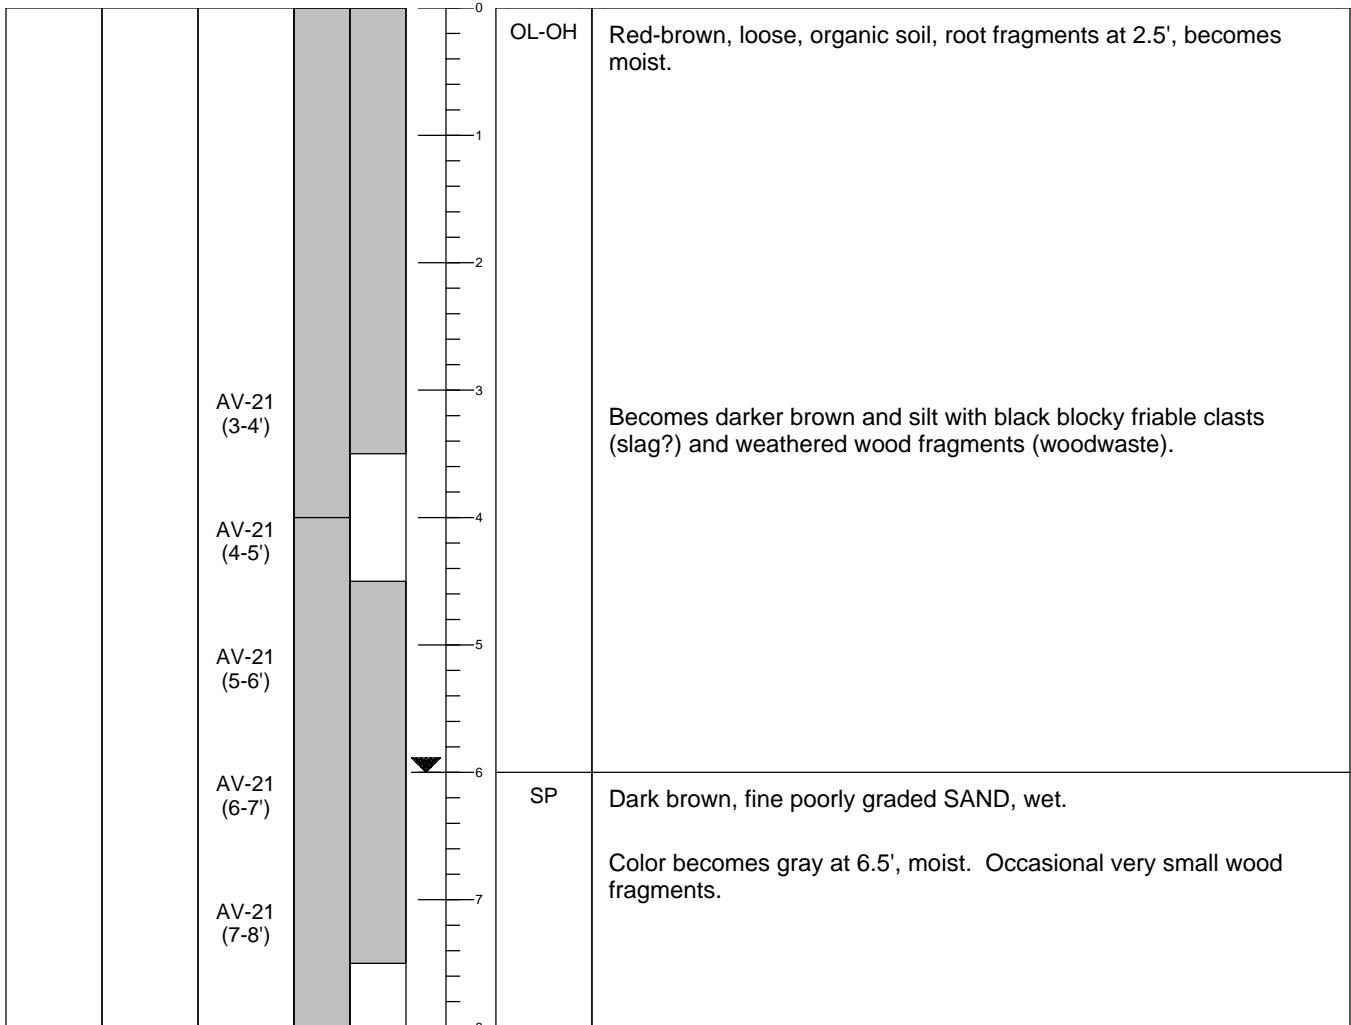 0
OL-OH
Red-brown, loose, organic soil, root fragments at 2.5', becomes
moist.
1
2
3
AV-21
(3-4')
Becomes darker brown and silt with black blocky friable clasts
(slag?) and weathered wood fragments (woodwaste).
4
AV-21
(4-5')
5
AV-21
(5-6')
6
AV-21
(6-7')
SP
Dark brown, fine poorly graded SAND, wet.
Color becomes gray at 6.5', moist.  Occasional very small wood
fragments.
7
AV-21
(7-8')